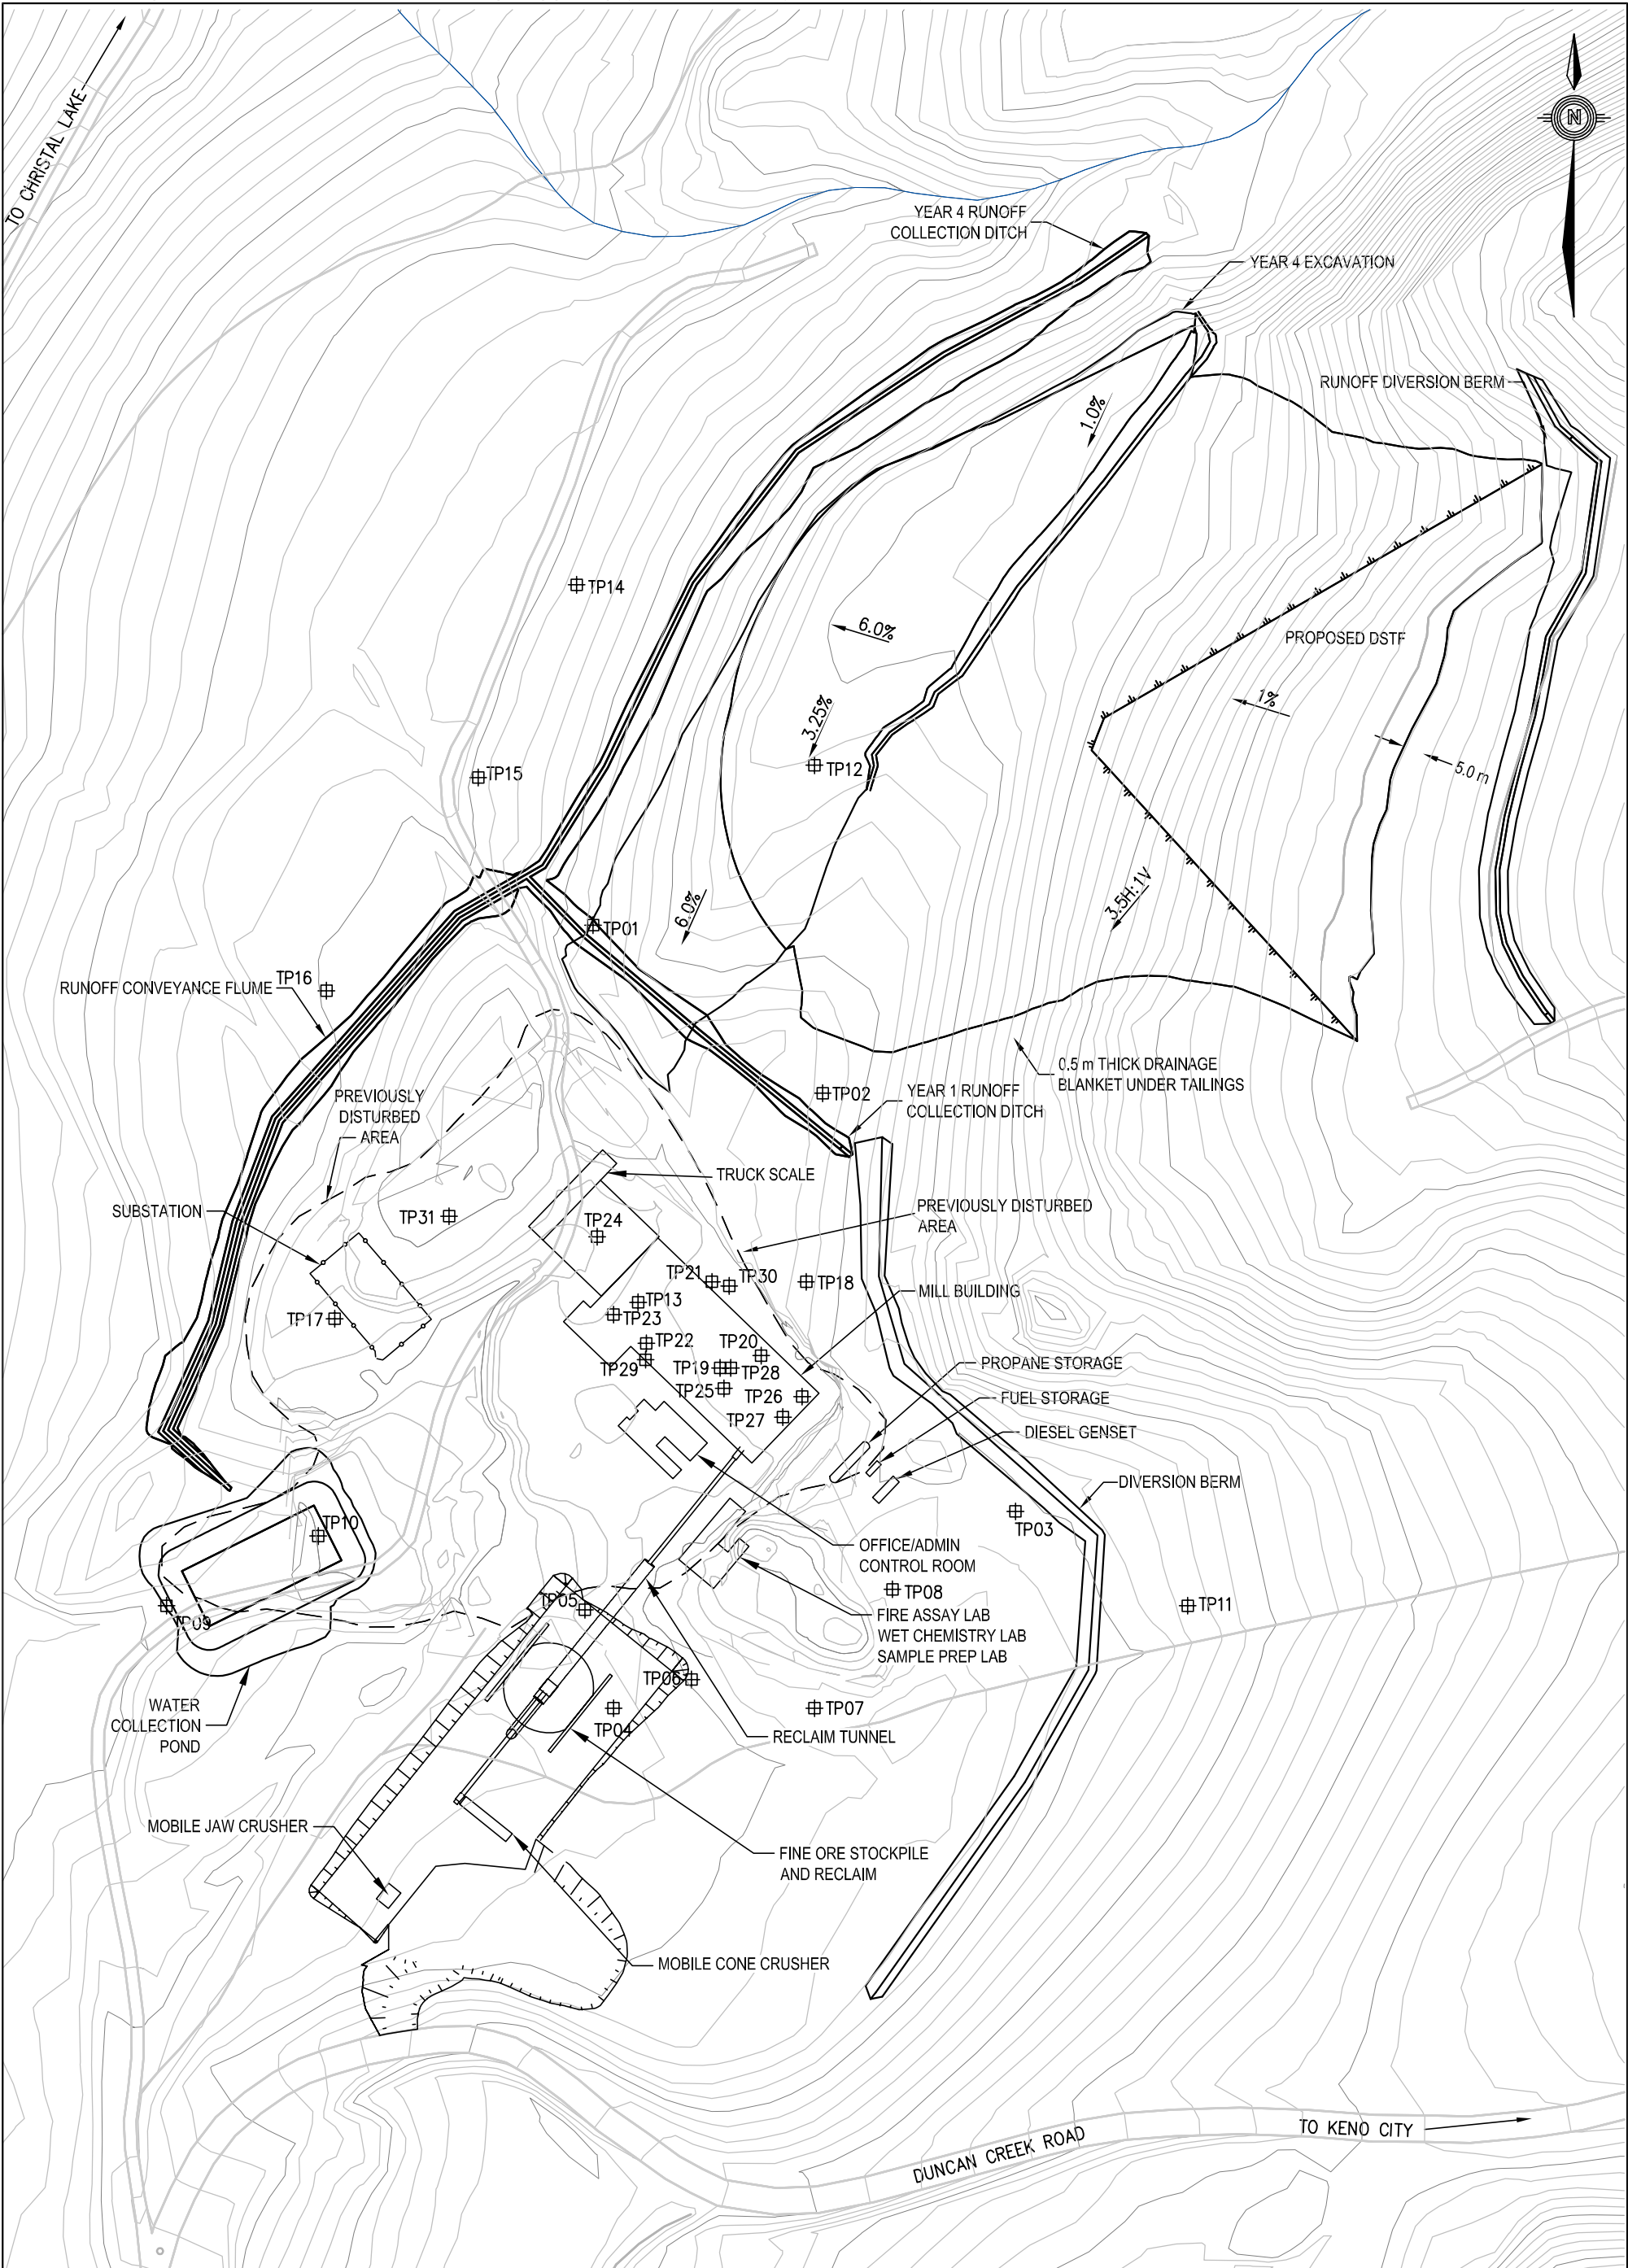 TO CHRISTAL LAKE
N
YEAR 4 RUNOFF
COLLECTION DITCH
YEAR 4 EXCAVATION
RUNOFF DIVERSION BERM
1.0%
TP14
6.0%
PROPOSED DSTF
1%
3.25%
TP12
5.0 m
TP15
3.5H:1V
6.0%
TP01
TP16
RUNOFF CONVEYANCE FLUME
0.5 m THICK DRAINAGE
BLANKET UNDER TAILINGS
TP02
YEAR 1 RUNOFF
COLLECTION DITCH
PREVIOUSLY
DISTURBED
AREA
TRUCK SCALE
SUBSTATION
TP31
TP24
PREVIOUSLY DISTURBED
AREA
TP21
TP30
TP18
MILL BUILDING
TP13
TP23
TP17
TP22
TP29
TP20
TP19
TP28
TP25
TP26
TP27
PROPANE STORAGE
FUEL STORAGE
DIESEL GENSET
DIVERSION BERM
TP03
TP10
OFFICE/ADMIN
CONTROL ROOM
TP08
TP11
TP09
TP05
FIRE ASSAY LAB
WET CHEMISTRY LAB
SAMPLE PREP LAB
TP06
TP07
TP04
WATER
COLLECTION
POND
RECLAIM TUNNEL
MOBILE JAW CRUSHER
FINE ORE STOCKPILE
AND RECLAIM
MOBILE CONE CRUSHER
DUNCAN CREEK ROAD
TO KENO CITY